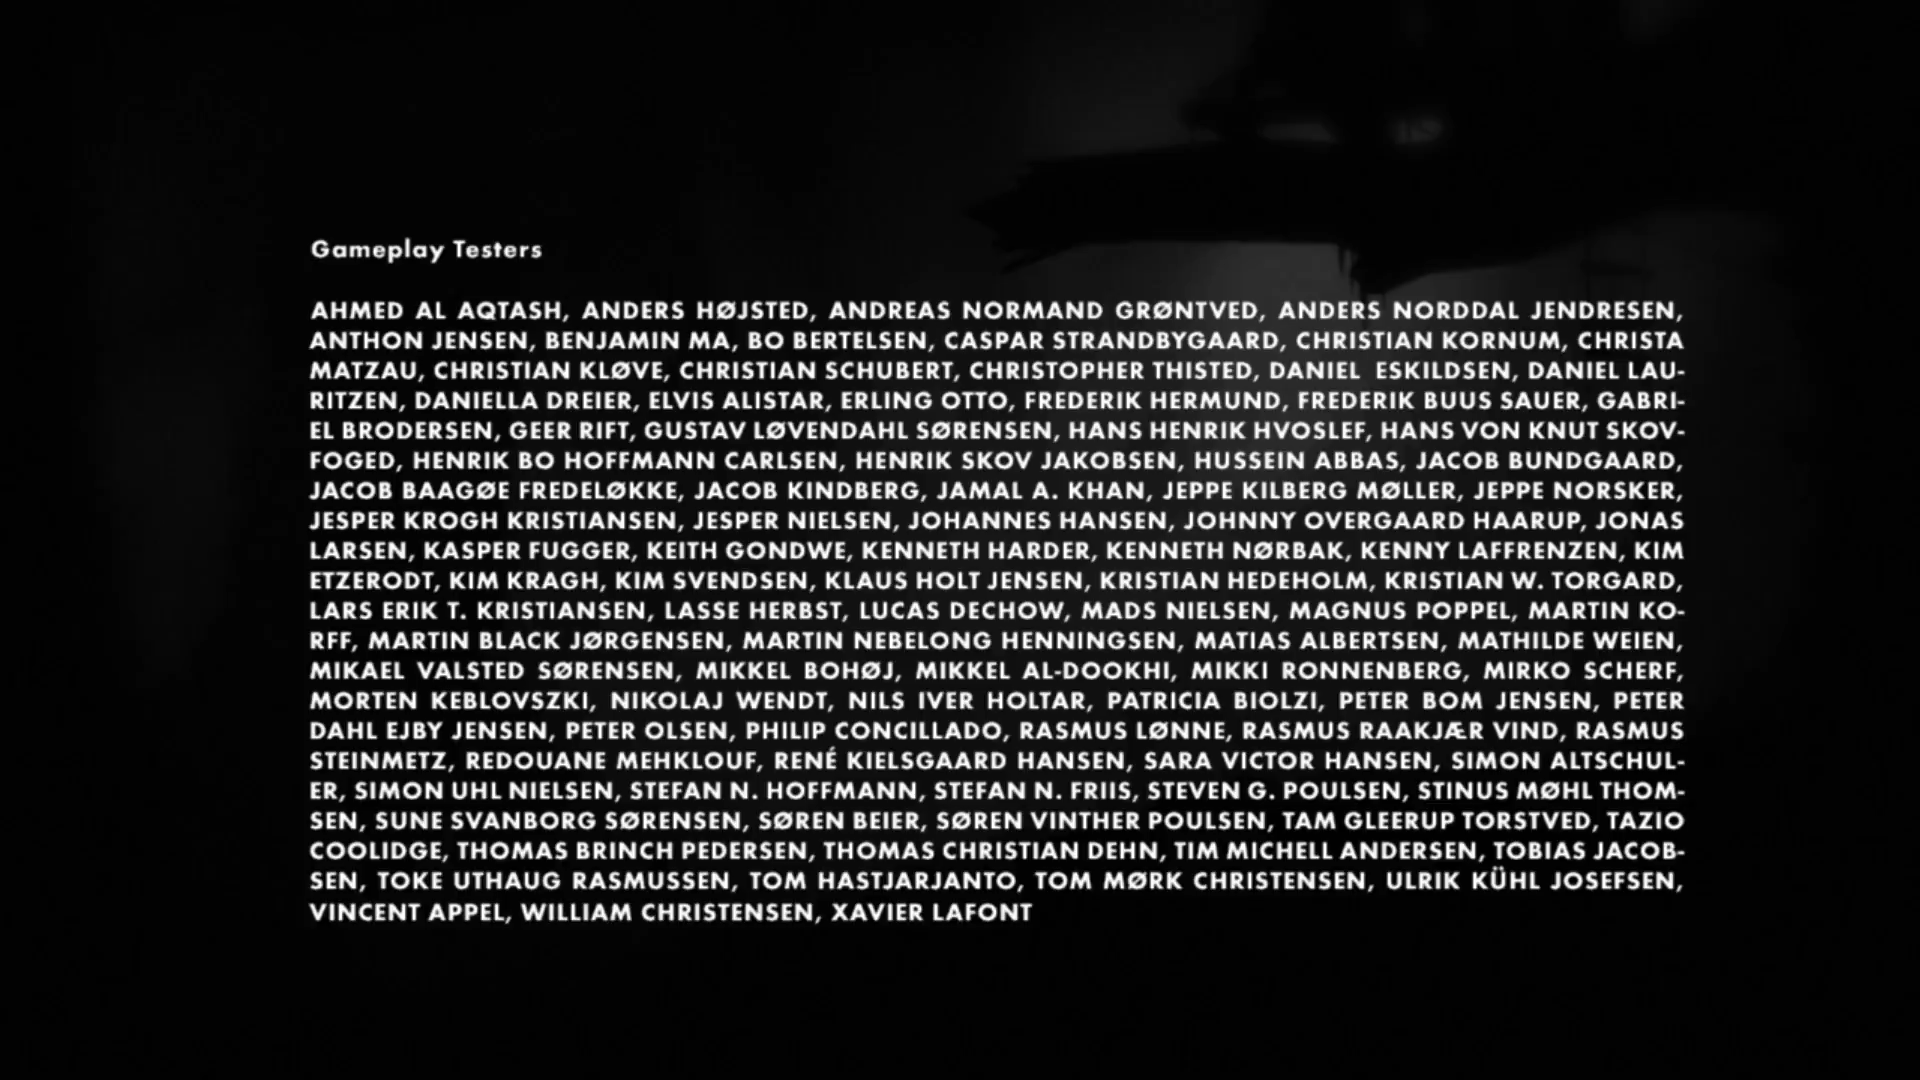 Gameplay Testers
AHMED AL AQTASH, ANDERS HØJSTED, ANDREAS NORMAND GRØNTVED, ANDERS NORDDAL JENDRESEN,
ANTHON JENSEN, BENJAMIN MA, BO BERTELSEN, CASPAR STRANDBYGAARD, CHRISTIAN KORNUM, CHRISTA
MATZAU, CHRISTIAN KLØVE, CHRISTIAN SCHUBERT, CHRISTOPHER THISTED, DANIEL ESKILDSEN, DANIEL LAU-
RITZEN, DANIELLA DREIER, ELVIS ALISTAR, ERLING OTTO, FREDERIK HERMUND, FREDERIK BUUS SAUER, GABRI-
EL BRODERSEN, GEER RIFT, GUSTAV LØVENDAHL SØRENSEN, HANS HENRIK HVOSLEF, HANS VON KNUT SKOV-
FOGED, HENRIK BO HOFFMANN CARLSEN, HENRIK SKOV JAKOBSEN, HUSSEIN ABBAS, JACOB BUNDGAARD,
JACOB BAAGØE FREDELØKKE, JACOB KINDBERG, JAMAL A. KHAN, JEPPE KILBERG MØLLER, JEPPE NORSKER,
JESPER KROGH KRISTIANSEN, JESPER NIELSEN, JOHANNES HANSEN, JOHNNY OVERGAARD HAARUP, JONAS
LARSEN, KASPER FUGGER, KEITH GONDWE, KENNETH HARDER, KENNETH NØRBAK, KENNY LAFFRENZEN, KIM
ETZERODT, KIM KRAGH, KIM SVENDSEN, KLAUS HOLT JENSEN, KRISTIAN HEDEHOLM, KRISTIAN W. TORGARD,
LARS ERIK T. KRISTIANSEN, LASSE HERBST, LUCAS DECHOW, MADS NIELSEN, MAGNUS POPPEL, MARTIN KO-
RFF, MARTIN BLACK JØRGENSEN, MARTIN NEBELONG HENNINGSEN, MATIAS ALBERTSEN, MATHILDE WEIEN,
MIKAEL VALSTED SØRENSEN, MIKKEL BOHØJ, MIKKEL AL-DOOKHI, MIKKI RONNENBERG, MIRKO SCHERF,
MORTEN KEBLOVSZKI, NIKOLAJ WENDT, NILS IVER HOLTAR, PATRICIA BIOLZI, PETER BOM JENSEN, PETER
DAHL EJBY JENSEN, PETER OLSEN, PHILIP CONCILLADO, RASMUS LØNNE, RASMUS RAAKJÆR VIND, RASMUS
STEINMETZ, REDOUANE MEHKLOUF, RENÉ KIELSGAARD HANSEN, SARA VICTOR HANSEN, SIMON ALTSCHUL-
ER, SIMON UHL NIELSEN, STEFAN N. HOFFMANN, STEFAN N. FRIIS, STEVEN G. POULSEN, STINUS MØHL THOM-
SEN, SUNE SVANBORG SØRENSEN, SØREN BEIER, SØREN VINTHER POULSEN, TAM GLEERUP TORSTVED, TAZIO
COOLIDGE, THOMAS BRINCH PEDERSEN, THOMAS CHRISTIAN DEHN, TIM MICHELL ANDERSEN, TOBIAS JACOB-
SEN, TOKE UTHAUG RASMUSSEN, TOM HASTJARJANTO, TOM MØRK CHRISTENSEN, ULRIK KÜHL JOSEFSEN,
VINCENT APPEL, WILLIAM CHRISTENSEN, XAVIER LAFONT